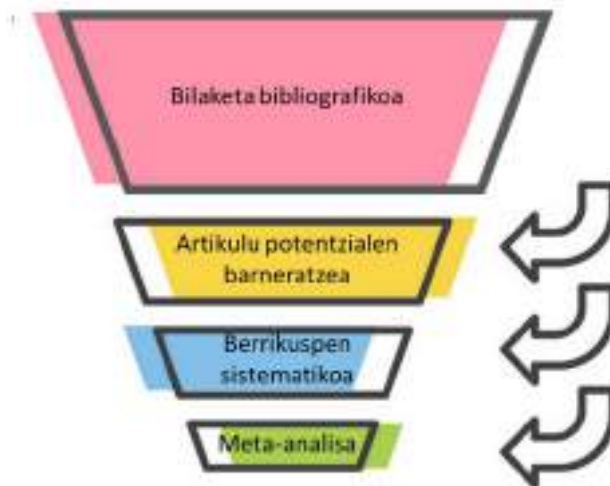 Bilaketa bibliografikoa
Artikulu potentzialen
barneratzea
Berrikuspen
sistematikoa
Meta-analisa